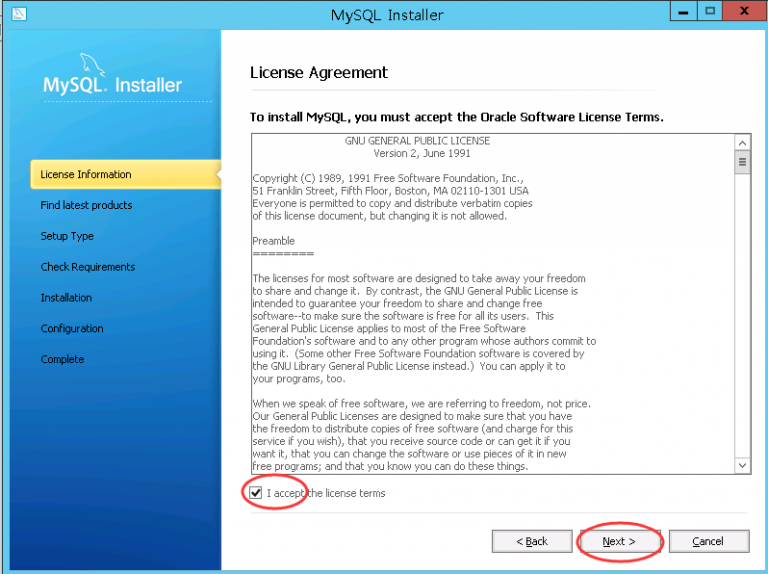 MySQL Installer
MySQL. Installer
License Information
Find latest products
Setup Type
Check Requirements
Installation
Configuration
Complete
License Agreement
To install MySQL, you must accept the Oracle Software License Terms.
GNU GENERAL PUBLIC LICENSE
Version 2, June 1991
Copyright (C) 1989, 1991 Free Software Foundation, Inc.,
51 Franklin Street, Fifth Floor, Boston, MA 02110-1301 USA
Everyone is permitted to copy and distribute verbatim copies
of this license document, but changing it is not allowed.
Preamble
========
The licenses for most software are designed to take away your freedom
to share and change it. By contrast, the GNU General Public License is
intended to guarantee your freedom to share and change free
software--to make sure the software is free for all its users. This
General Public License applies to most of the Free Software
Foundation's software and to any other program whose authors commit to
using it. (Some other Free Software Foundation software is covered by
the GNU Library General Public License instead.) You can apply it to
your programs, too.
When we speak of free software, we are referring to freedom, not price.
Our General Public Licenses are designed to make sure that you have
the freedom to distribute copies of free software (and charge for this
service if you wish), that you receive source code or can get it if you
want it, that you can change the software or use pieces of it in new
free programs; and that you know you can do these things.
I accept the license terms
< Back
Next >
Cancel